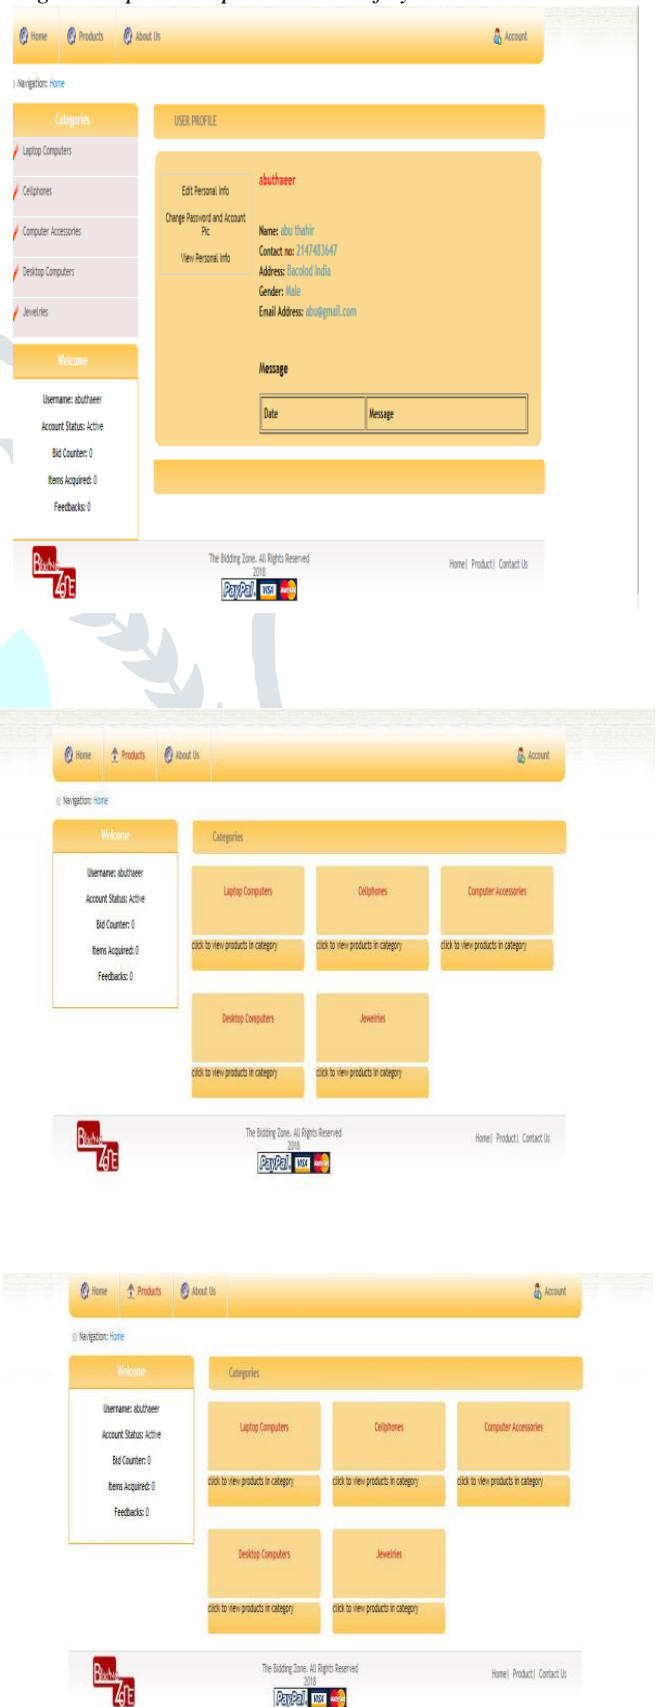 Home Products About Us Account
Navigation: Home
Categories
Laptop Computers
Cellphones
Computer Accessories
Desktop Computers
Jewelries
Welcome
Username: abuthaeer
Account Status: Active
Bid Counter: 0
Items Acquired: 0
Feedbacks: 0
USER PROFILE
Edit Personal Info
Change Password and Account
Pic
View Personal Info
abuthaeer
Name: abu thahir
Contact no: 2147483647
Address: Bacolod India
Gender: Male
Email Address: abu@gmail.com
Message
Date Message
Bidding
ZonE
The Bidding Zone. All Rights Reserved
2018
PayPal VISA
Home| Product| Contact Us
Home Products About Us Account
Navigation: Home
Welcome
Username: abuthaeer
Account Status: Active
Bid Counter: 0
Items Acquired: 0
Feedbacks: 0
Categories
Laptop Computers Cellphones Computer Accessories
click to view products in category click to view products in category click to view products in category
Desktop Computers Jewelries
click to view products in category click to view products in category
Bidding
ZonE
The Bidding Zone. All Rights Reserved
2018
PayPal VISA
Home| Product| Contact Us
Home Products About Us Account
Navigation: Home
Welcome
Username: abuthaeer
Account Status: Active
Bid Counter: 0
Items Acquired: 0
Feedbacks: 0
Categories
Laptop Computers Cellphones Computer Accessories
click to view products in category click to view products in category click to view products in category
Desktop Computers Jewelries
click to view products in category click to view products in category
Bidding
ZonE
The Bidding Zone. All Rights Reserved
2018
PayPal VISA
Home| Product| Contact Us